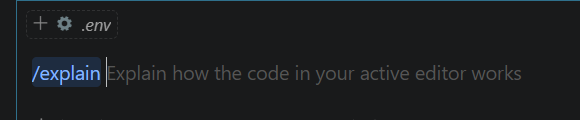 .env
/explain Explain how the code in your active editor works